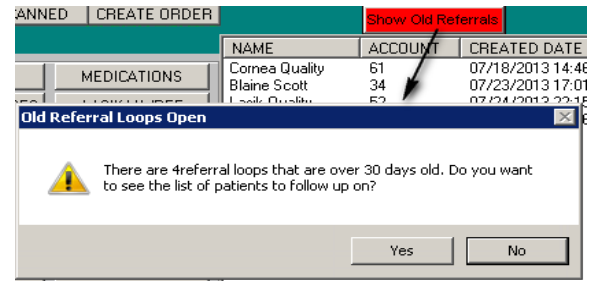 CREATE ORDER
Show Old Referrals
NAME ACCOUNT CREATED DATE
MEDICATIONS
Cornea Quality 61 07/18/2013 14:46
Blaine Scott 34 07/23/2013 17:01
Lasik Quality 52 07/24/2013 22:15
Old Referral Loops Open
There are 4referral loops that are over 30 days old. Do you want
to see the list of patients to follow up on?
Yes No